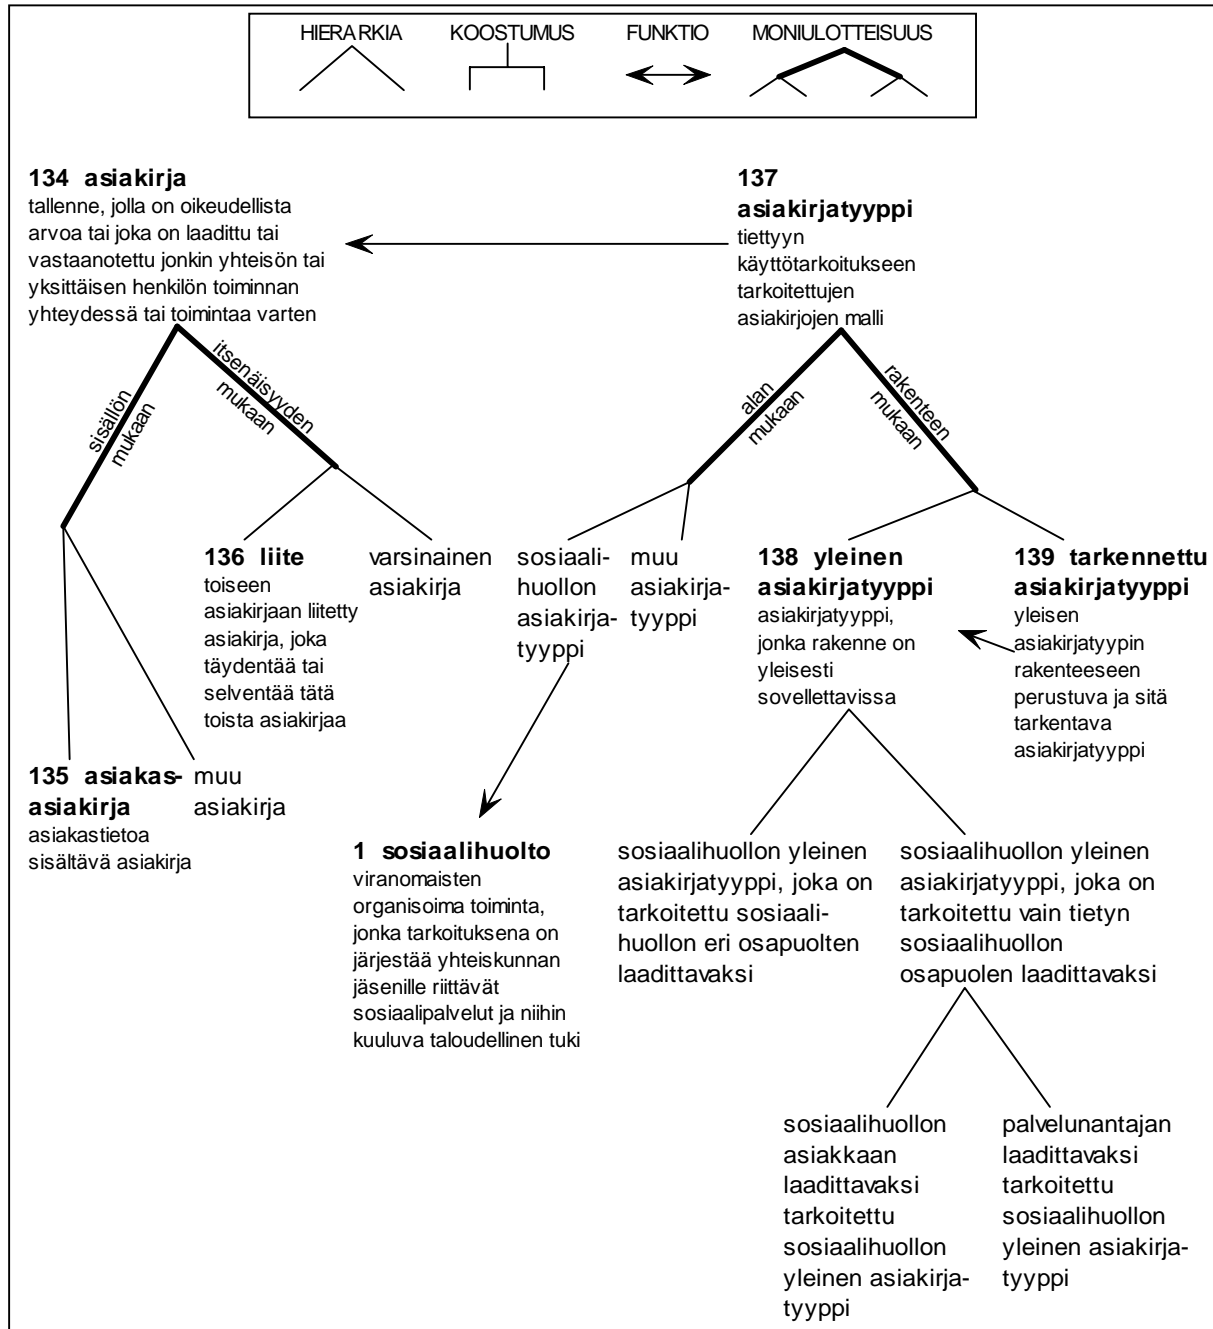 HIERARKIA KOOSTUMUS FUNKTIO MONIULOTTEISUUS
134 asiakirja
tallenne, jolla on oikeudellista
arvoa tai joka on laadittu tai
vastaanotettu jonkin yhteisön tai
yksittäisen henkilön toiminnan
yhteydessä tai toimintaa varten
137
asiakirjatyyppi
tiettyyn
käyttötarkoitukseen
tarkoitettujen
asiakirjojen malli
sisällön
mukaan
itsenäisyyden
mukaan
alan
mukaan
rakenteen
mukaan
136 liite
toiseen
asiakirjaan liitetty
asiakirja, joka
täydentää tai
selventää tätä
toista asiakirjaa
varsinainen
asiakirja
sosiaali-
huollon
asiakirja-
tyyppi
muu
asiakirja-
tyyppi
138 yleinen
asiakirjatyyppi
asiakirjatyyppi,
jonka rakenne on
yleisesti
sovellettavissa
139 tarkennettu
asiakirjatyyppi
yleisen
asiakirjatyypin
rakenteeseen
perustuva ja sitä
tarkentava
asiakirjatyyppi
135 asiakas-
asiakirja
asiakastietoa
sisältävä asiakirja
muu
asiakirja
1 sosiaalihuolto
viranomaisten
organisoima toiminta,
jonka tarkoituksena on
järjestää yhteiskunnan
jäsenille riittävät
sosiaalipalvelut ja niihin
kuuluva taloudellinen tuki
sosiaalihuollon yleinen
asiakirjatyyppi, joka on
tarkoitettu sosiaali-
huollon eri osapuolten
laadittavaksi
sosiaalihuollon yleinen
asiakirjatyyppi, joka on
tarkoitettu vain tietyn
sosiaalihuollon
osapuolen laadittavaksi
sosiaalihuollon
asiakkaan
laadittavaksi
tarkoitettu
sosiaalihuollon
yleinen asiakirja-
tyyppi
palvelunantajan
laadittavaksi
tarkoitettu
sosiaalihuollon
yleinen asiakirja-
tyyppi